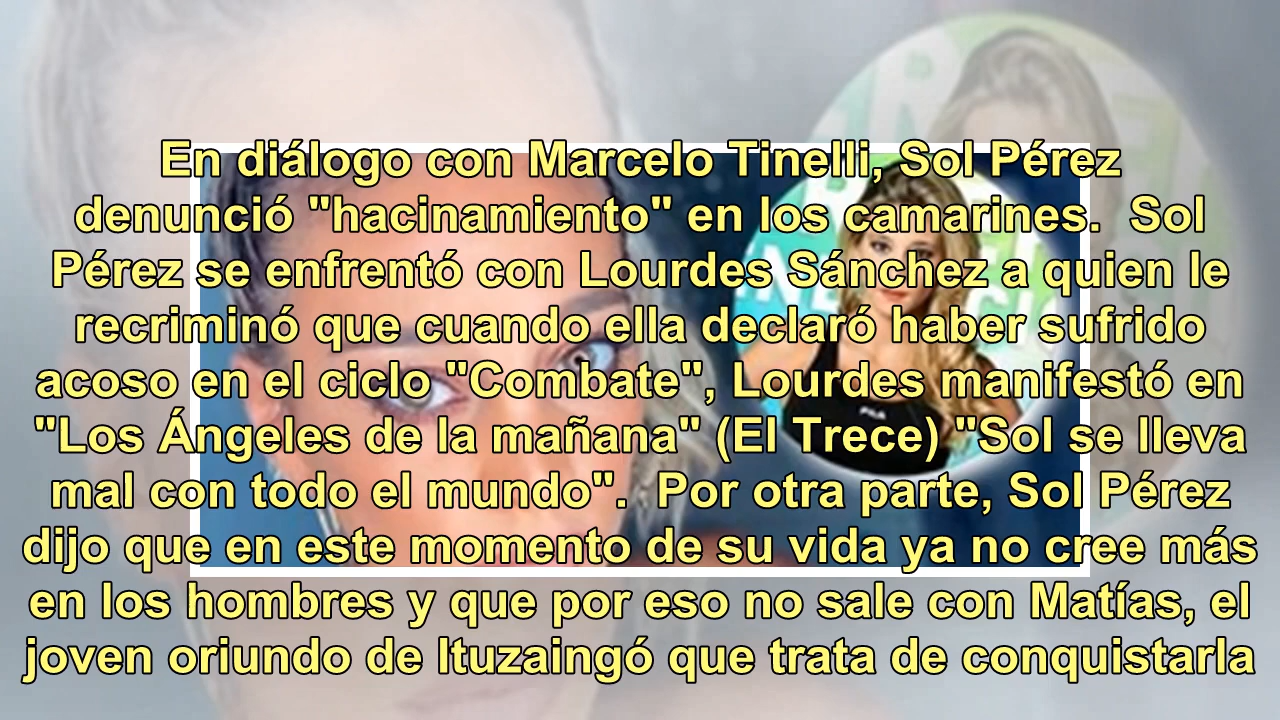 En diálogo con Marcelo Tinelli, Sol Pérez
denunció "hacinamiento" en los camarines.  Sol
Pérez se enfrentó con Lourdes Sánchez a quien le
recriminó que cuando ella declaró haber sufrido
acoso en el ciclo "Combate", Lourdes manifestó en
"Los Ángeles de la mañana" (El Trece) "Sol se lleva
mal con todo el mundo".  Por otra parte, Sol Pérez
dijo que en este momento de su vida ya no cree más
en los hombres y que por eso no sale con Matías, el
joven oriundo de Ituzaingó que trata de conquistarla
FILA